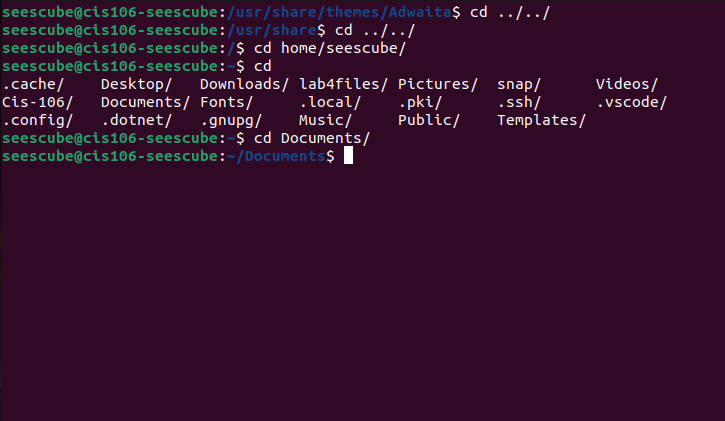 seescube@cis106-seescube:/usr/share/themes/Adwaita$ cd ../../
seescube@cis106-seescube:/usr/share$ cd ../../
seescube@cis106-seescube:/$ cd home/seescube/
seescube@cis106-seescube:~$ cd
.cache/ Desktop/ Downloads/ lab4files/ Pictures/ snap/ Videos/
Cis-106/ Documents/ Fonts/ .local/ .pki/ .ssh/ .vscode/
.config/ .dotnet/ .gnupg/ Music/ Public/ Templates/
seescube@cis106-seescube:~$ cd Documents/
seescube@cis106-seescube:~/Documents$